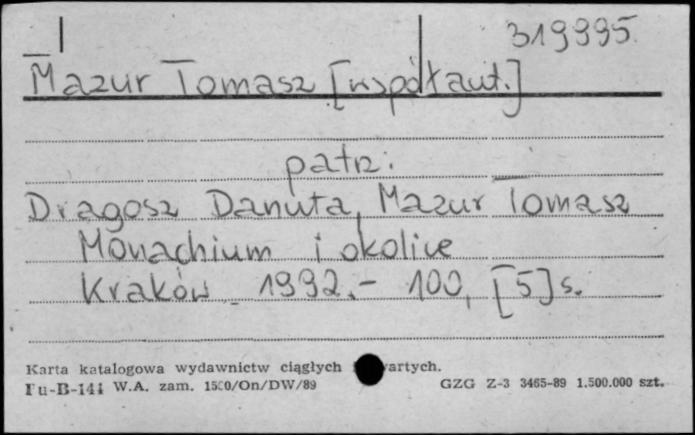 319995
Mazur Tomasz [współaut.]
patrz:
Dragosz Danuta, Mazur Tomasz
Monachium i okolice
Kraków 1992.- 100, [5] s.
Karta katalogowa wydawnictw ciągłych artych.
Pu-B-144 W.A. zam. 1500/On/DW/89 GZG Z-3 3465-89 1.500.000 szt.